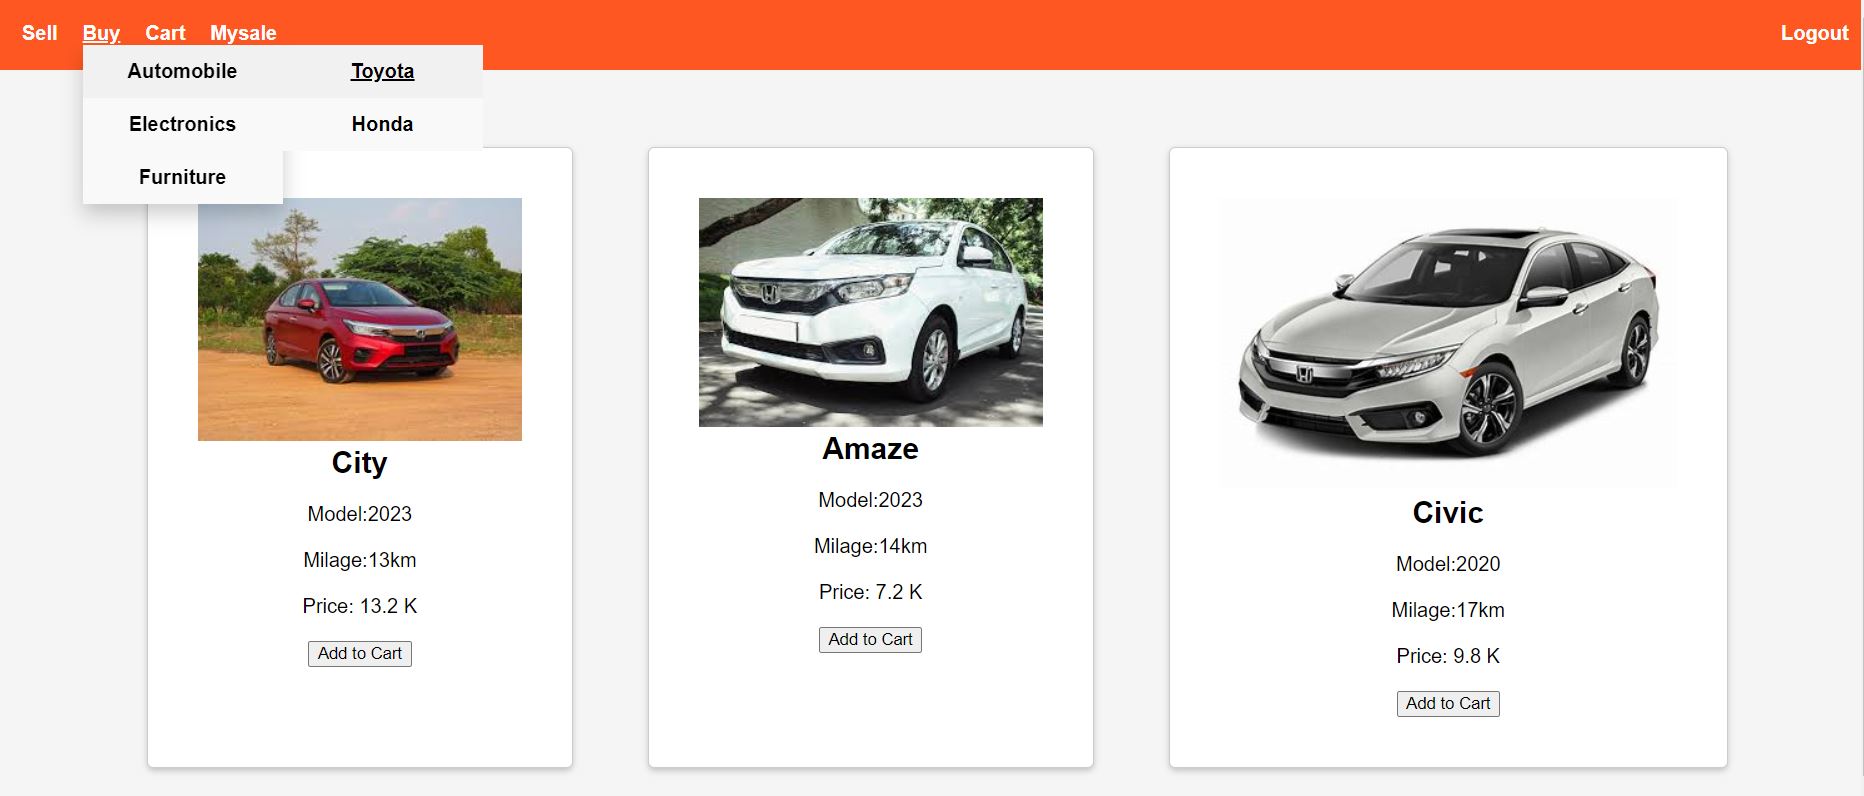 Sell Buy Cart Mysale Logout
Automobile Toyota
Electronics Honda
Furniture
City
Model:2023
Milage:13km
Price: 13.2 K
Add to Cart
Amaze
Model:2023
Milage:14km
Price: 7.2 K
Add to Cart
Civic
Model:2020
Milage:17km
Price: 9.8 K
Add to Cart